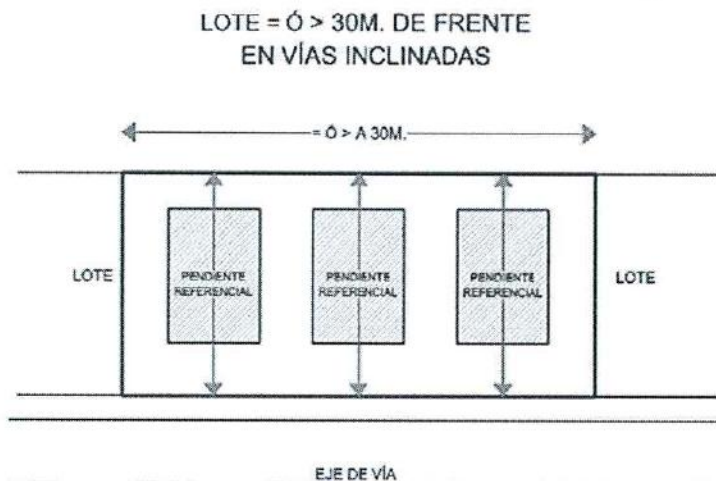 LOTE = Ó > 30M. DE FRENTE
EN VÍAS INCLINADAS
= Ó > A 30M.
LOTE
PENDIENTE
REFERENCIAL
PENDIENTE
REFERENCIAL
PENDIENTE
REFERENCIAL
LOTE
EJE DE VÍA